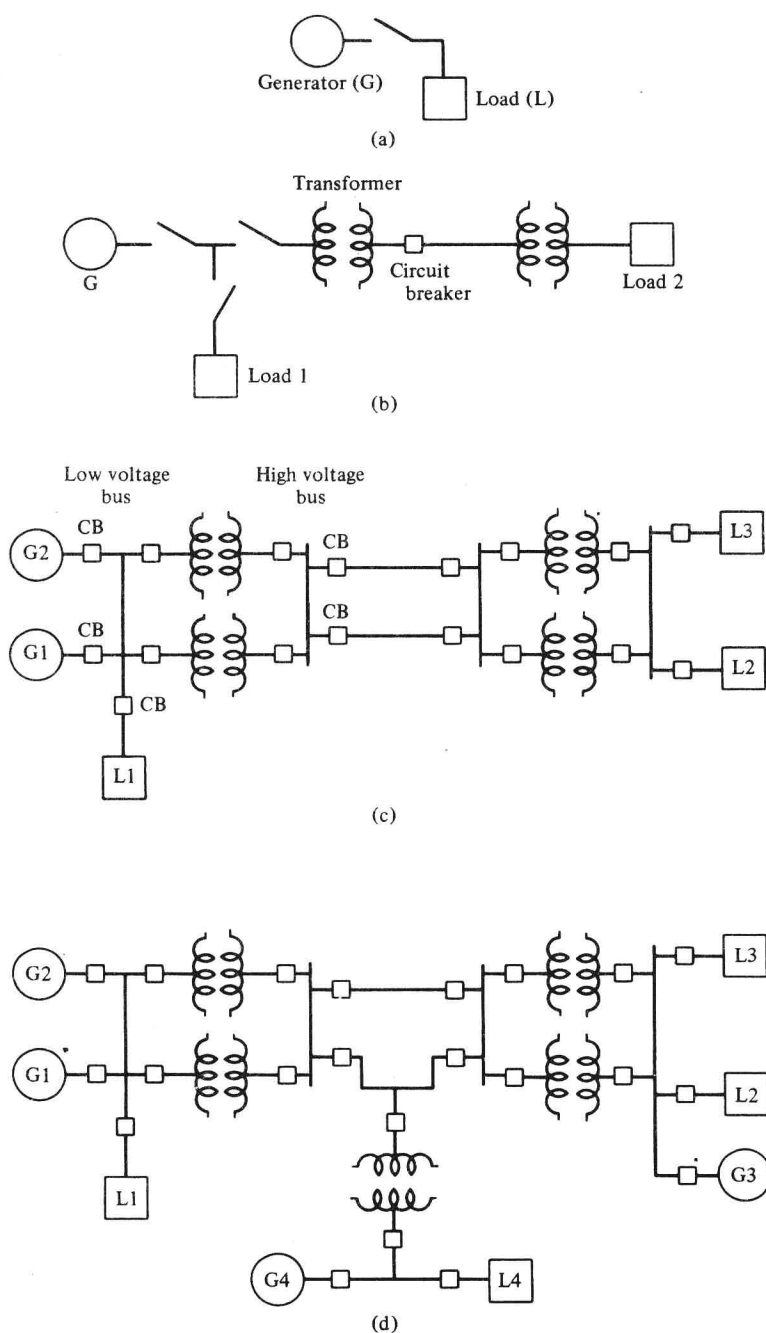 Generator (G)
Load (L)
(a)
Transformer
G
Circuit
breaker
Load 2
Load 1
(b)
Low voltage
bus
High voltage
bus
CB
CB
L3
G2
CB
CB
G1
L2
CB
L1
(c)
G2
L3
G1
L2
L1
G3
G4
L4
(d)